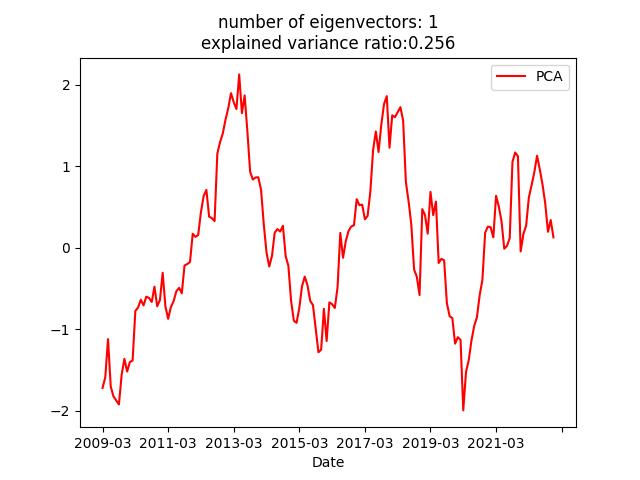 number of eigenvectors: 1
explained variance ratio:0.256
PCA
2
1
0
−1
−2
2009-03 2011-03 2013-03 2015-03 2017-03 2019-03 2021-03
Date